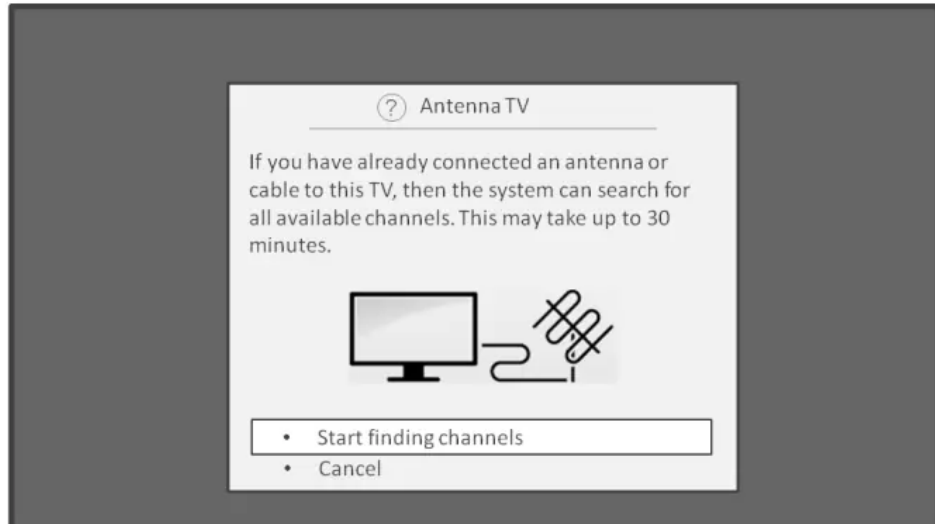 ? Antenna TV
If you have already connected an antenna or
cable to this TV, then the system can search for
all available channels. This may take up to 30
minutes.
• Start finding channels
• Cancel